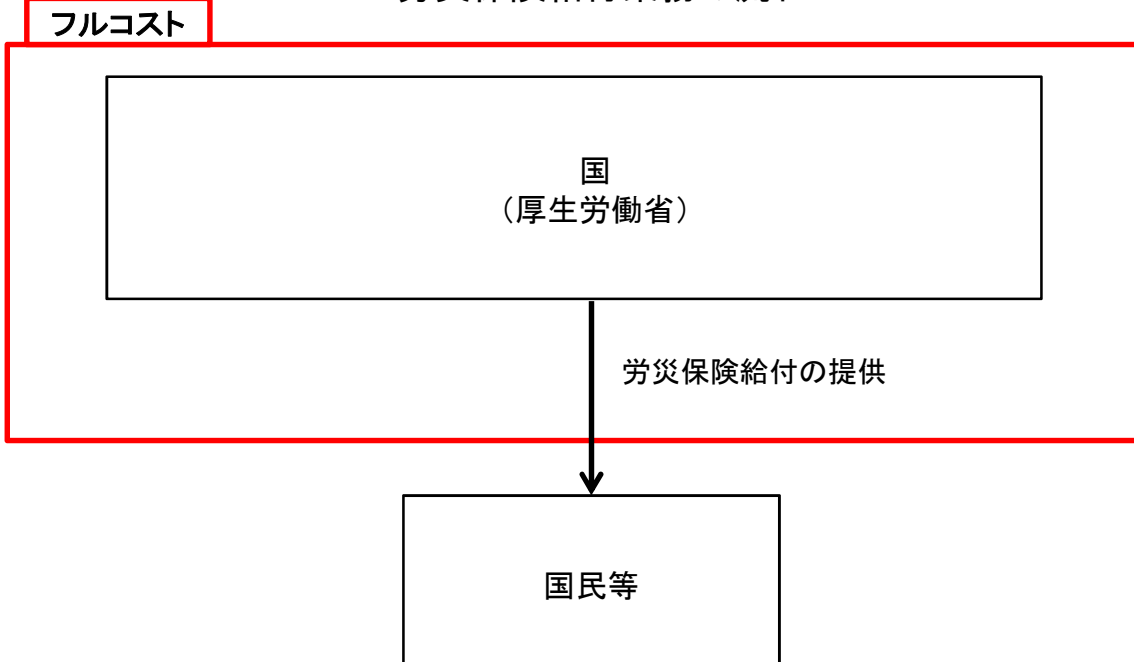 フルコスト
国
（厚生労働省）
労災保険給付の提供
国民等